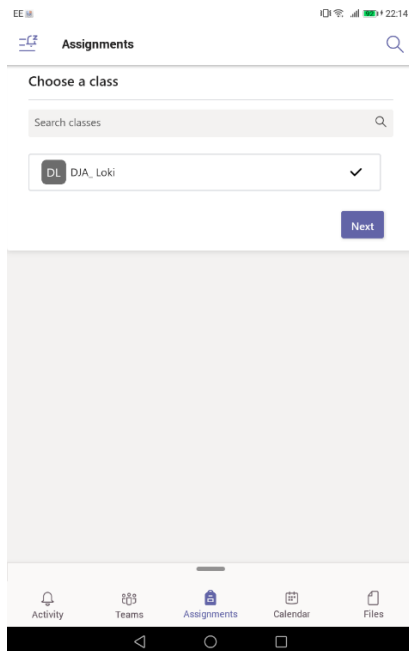 EE 22:14
Assignments
Choose a class
Search classes
DL DJA_ Loki
Next
Activity Teams Assignments Calendar Files